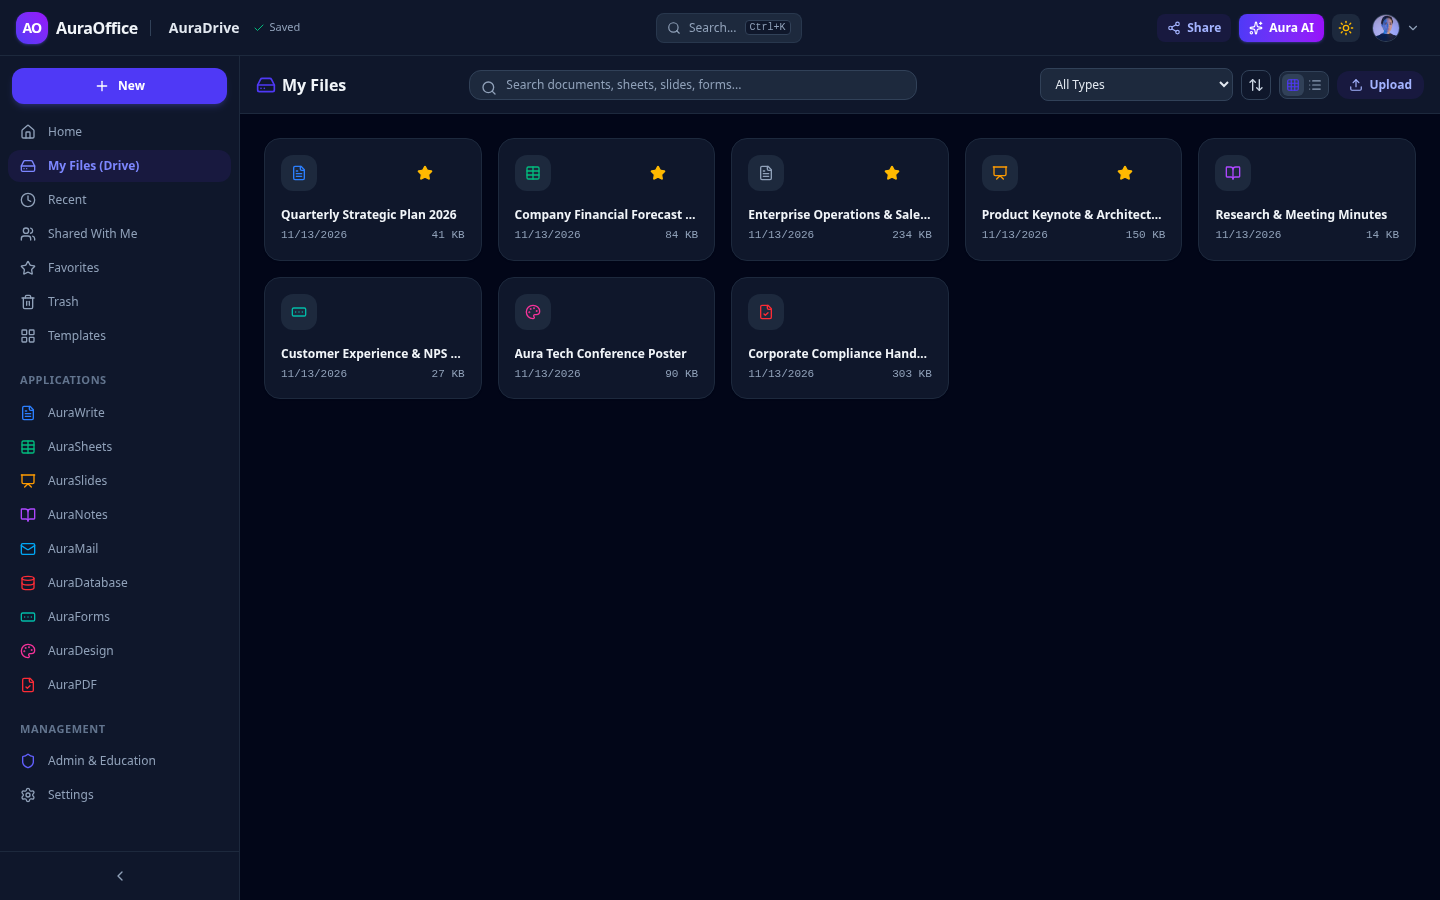 AO AuraOffice AuraDrive Saved Search... Ctrl+K Share Aura AI
New
Home
My Files (Drive)
Recent
Shared With Me
Favorites
Trash
Templates
APPLICATIONS
AuraWrite
AuraSheets
AuraSlides
AuraNotes
AuraMail
AuraDatabase
AuraForms
AuraDesign
AuraPDF
MANAGEMENT
Admin & Education
Settings
My Files Search documents, sheets, slides, forms... All Types Upload
Quarterly Strategic Plan 2026
11/13/2026 41 KB
Company Financial Forecast ...
11/13/2026 84 KB
Enterprise Operations & Sale...
11/13/2026 234 KB
Product Keynote & Architect...
11/13/2026 150 KB
Research & Meeting Minutes
11/13/2026 14 KB
Customer Experience & NPS ...
11/13/2026 27 KB
Aura Tech Conference Poster
11/13/2026 90 KB
Corporate Compliance Hand...
11/13/2026 303 KB